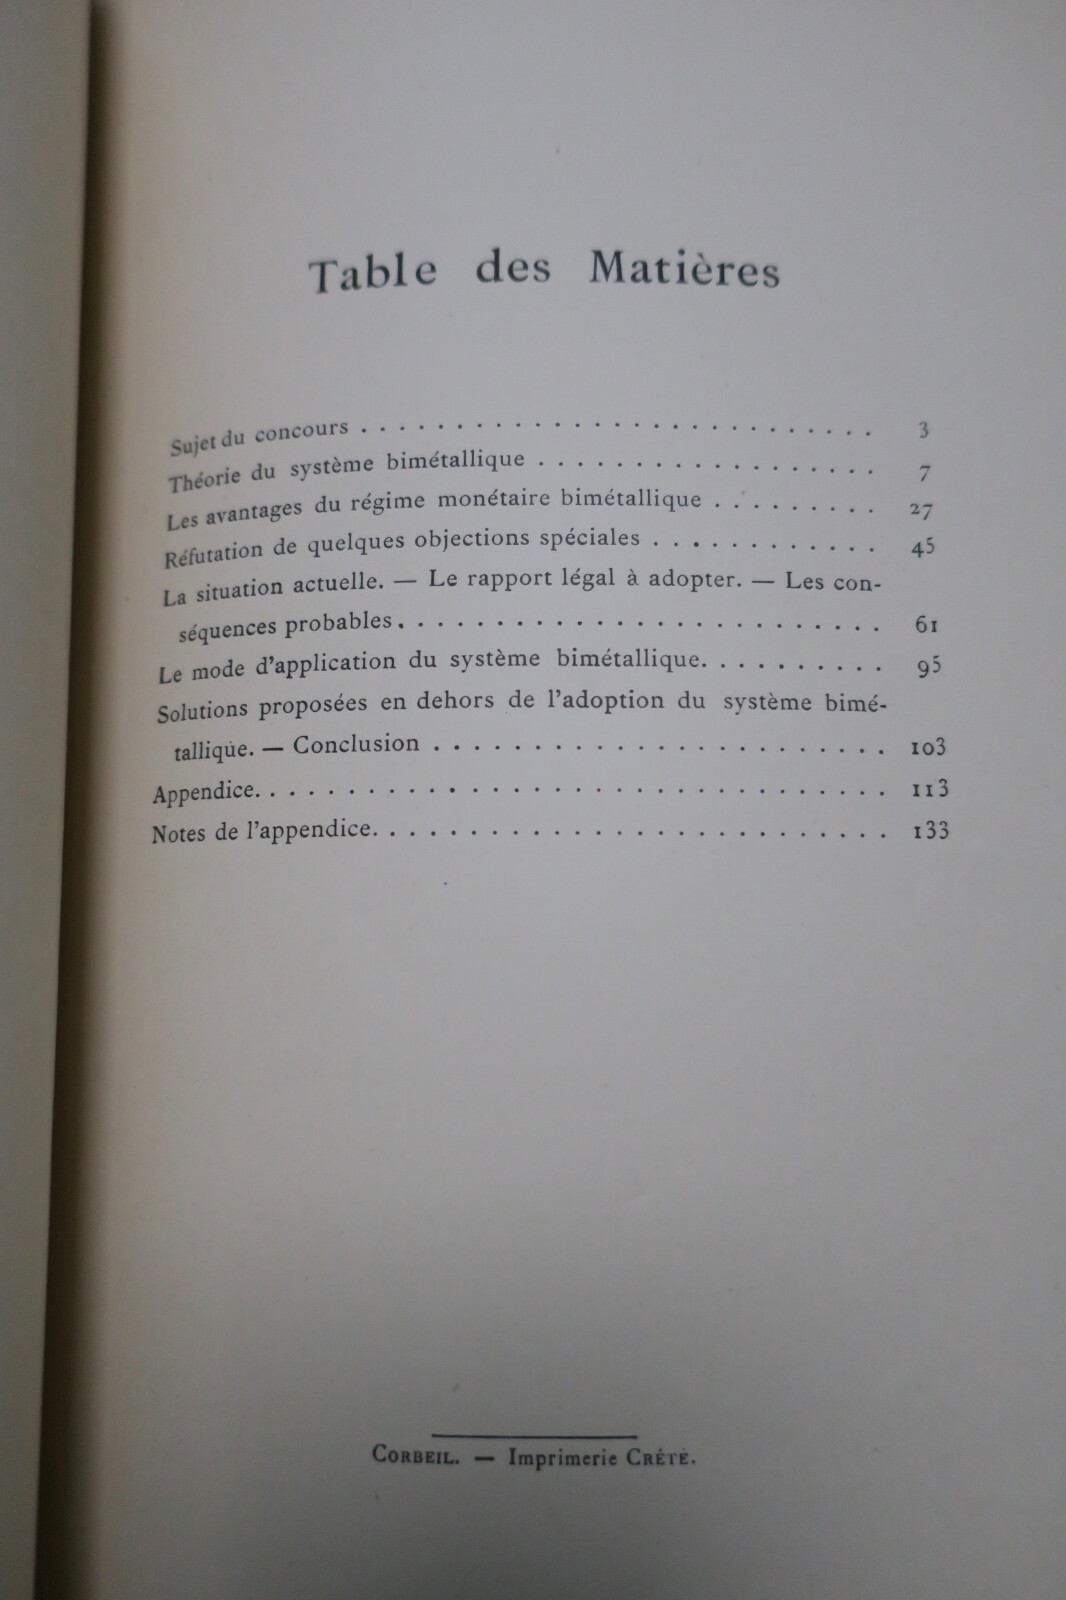 Table des Matières
Sujet du concours . . . . . . . . . . . . . . . . . . . . . . . . . . . 3
Théorie du système bimétallique . . . . . . . . . . . . . . . . . 7
Les avantages du régime monétaire bimétallique . . . . . . . . . 27
Réfutation de quelques objections spéciales . . . . . . . . . . . . 45
La situation actuelle. — Le rapport légal à adopter. — Les con-
séquences probables. . . . . . . . . . . . . . . . . . . . . . . . . 61
Le mode d'application du système bimétallique. . . . . . . . . . 95
Solutions proposées en dehors de l'adoption du système bimé-
tallique. — Conclusion . . . . . . . . . . . . . . . . . . . . . . . 103
Appendice. . . . . . . . . . . . . . . . . . . . . . . . . . . . . . . . 113
Notes de l'appendice. . . . . . . . . . . . . . . . . . . . . . . . . . 133
CORBEIL. — Imprimerie CRÉTÉ.